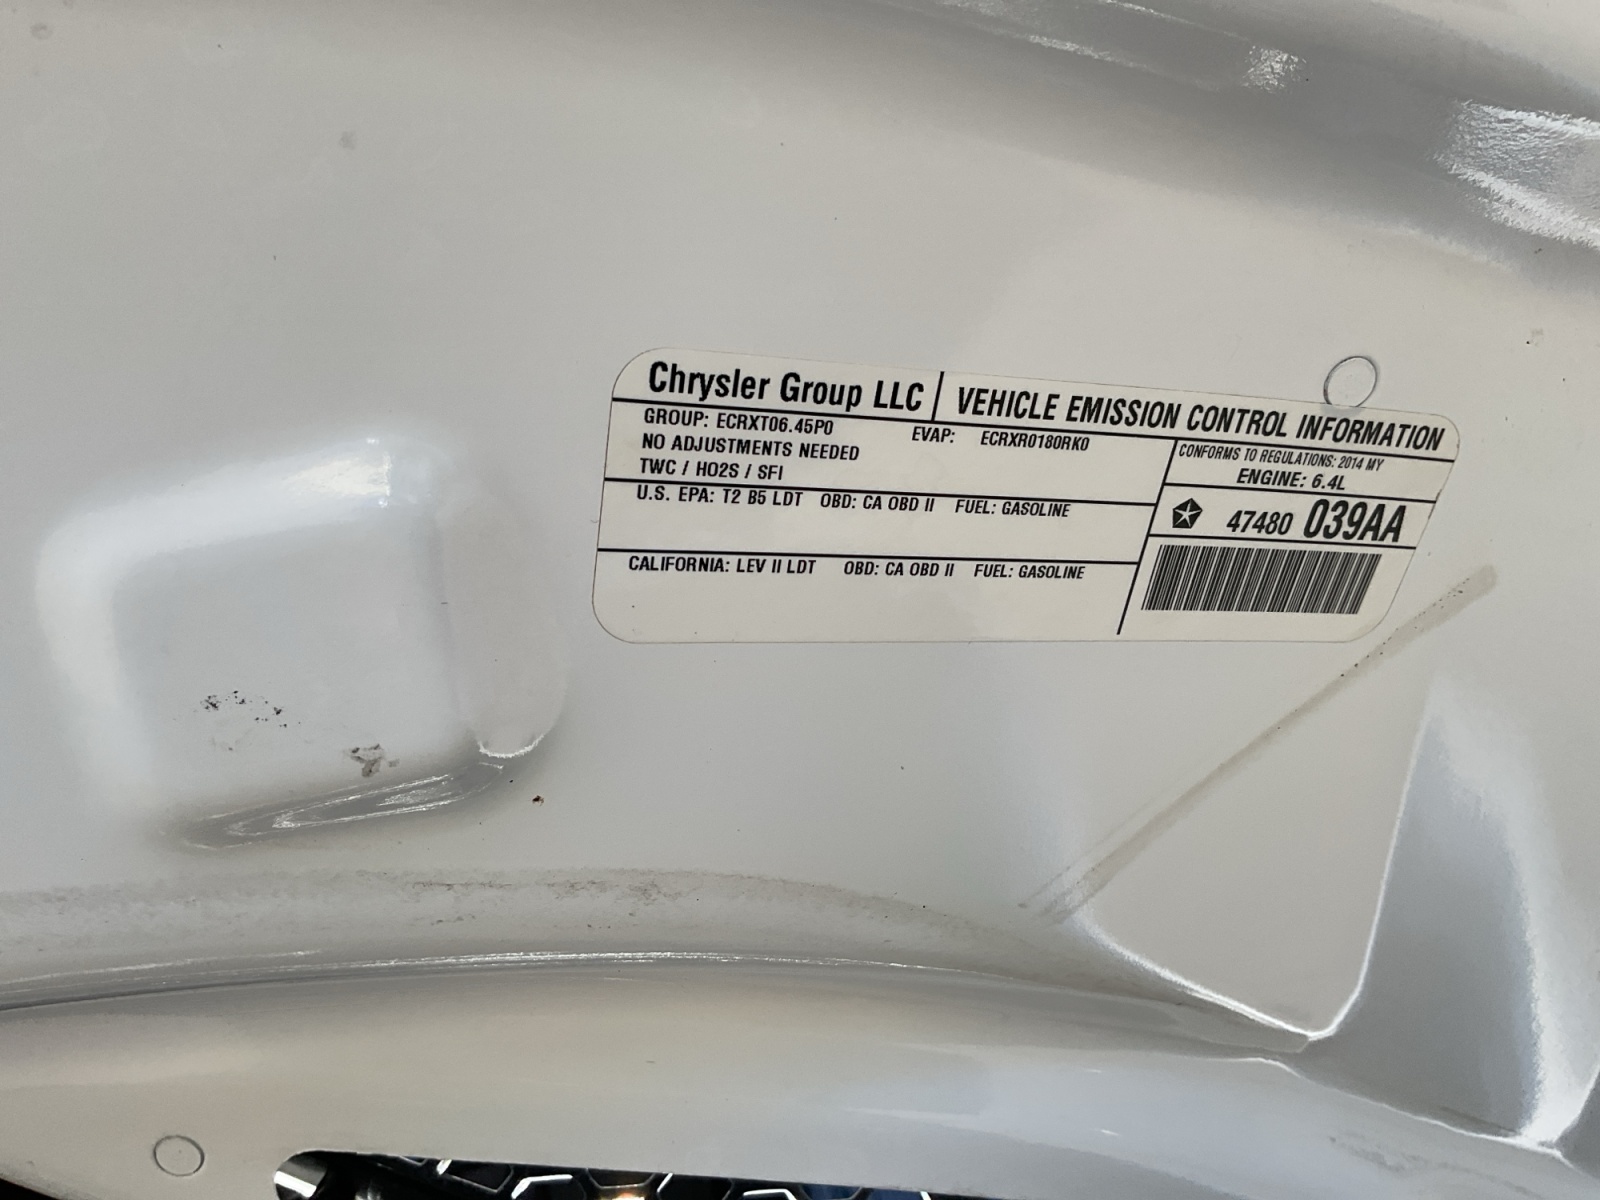 Chrysler Group LLC VEHICLE EMISSION CONTROL INFORMATION
GROUP: ECRXT06.45P0 EVAP: ECRXR0180RK0
NO ADJUSTMENTS NEEDED
TWC / HO2S / SFI
CONFORMS TO REGULATIONS: 2014 MY
ENGINE: 6.4L
U.S. EPA: T2 B5 LDT OBD: CA OBD II FUEL: GASOLINE
47480 039AA
CALIFORNIA: LEV II LDT OBD: CA OBD II FUEL: GASOLINE